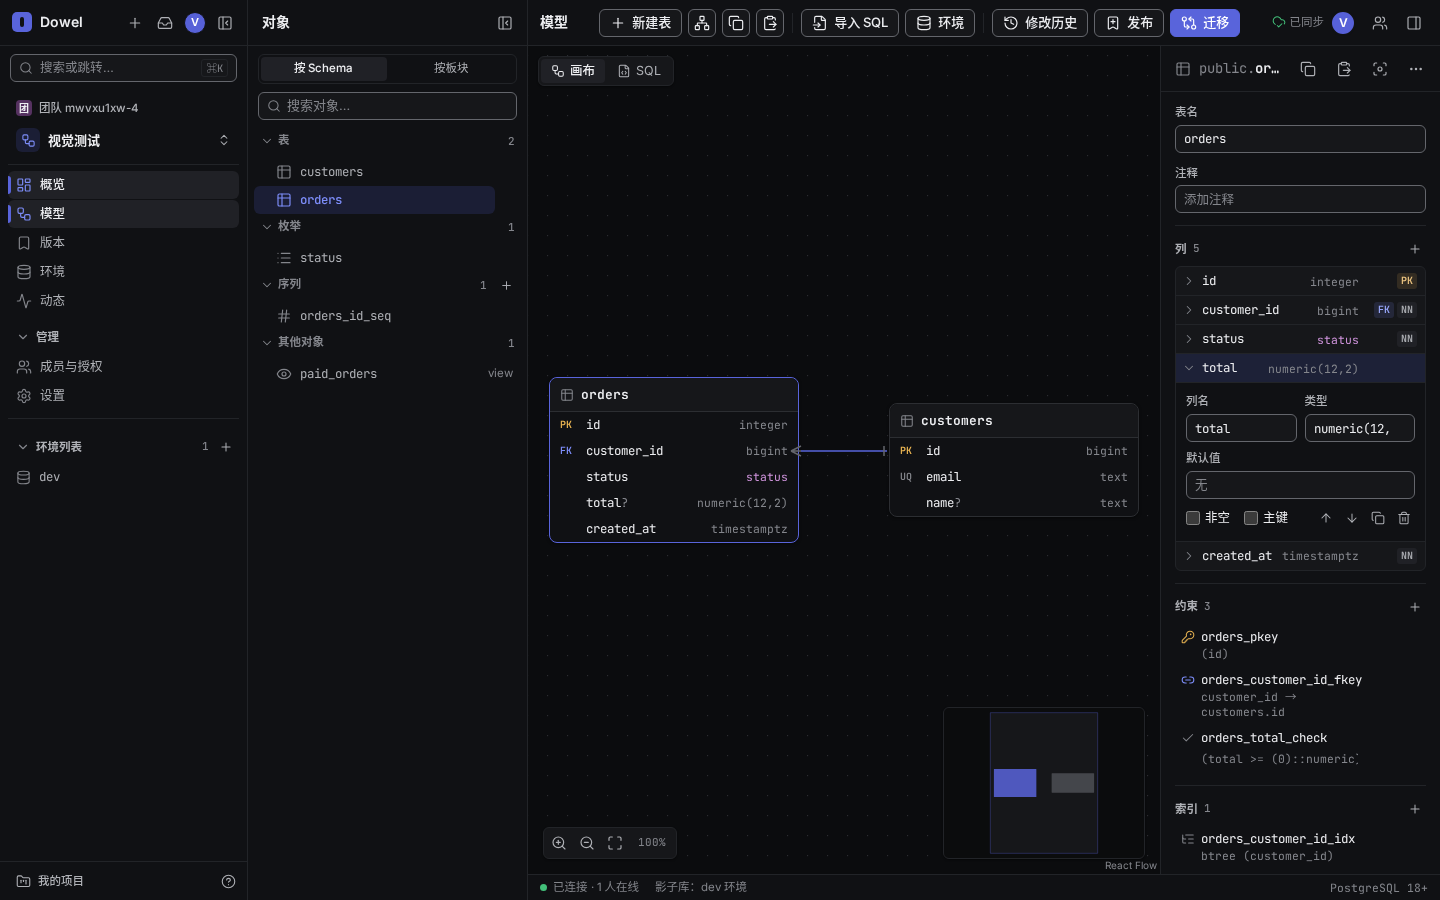 Dowel
V
搜索或跳转...
⌘K
团
团队 mwvxu1xw-4
视觉测试
概览
模型
版本
环境
动态
管理
成员与授权
设置
环境列表
1
dev
我的项目
对象
按 Schema
按板块
搜索对象...
表
2
customers
orders
枚举
1
status
序列
1
orders_id_seq
其他对象
1
paid_orders
view
模型
新建表
导入 SQL
环境
修改历史
发布
迁移
已同步
V
画布
SQL
orders
PK
id
integer
FK
customer_id
bigint
status
status
total?
numeric(12,2)
created_at
timestamptz
customers
PK
id
bigint
UQ
email
text
name?
text
100%
React Flow
已连接 · 1 人在线
影子库：dev 环境
PostgreSQL 18+
public.or...
表名
orders
注释
添加注释
列 5
id
integer
PK
customer_id
bigint
FK
NN
status
status
NN
total
numeric(12,2)
列名
类型
total
numeric(12,
默认值
无
非空
主键
created_at
timestamptz
NN
约束 3
orders_pkey
(id)
orders_customer_id_fkey
customer_id →
customers.id
orders_total_check
(total >= (0)::numeric)
索引 1
orders_customer_id_idx
btree (customer_id)